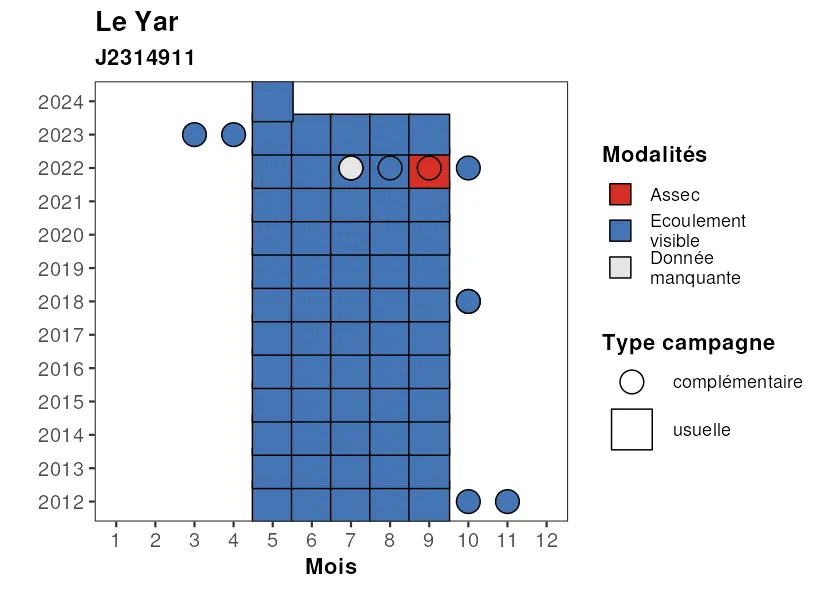 Le Yar
J2314911
2024
2023
2022
2021
2020
2019
2018
2017
2016
2015
2014
2013
2012
1 2 3 4 5 6 7 8 9 10 11 12
Mois
Modalités
Assec
Ecoulement
visible
Donnée
manquante
Type campagne
complémentaire
usuelle